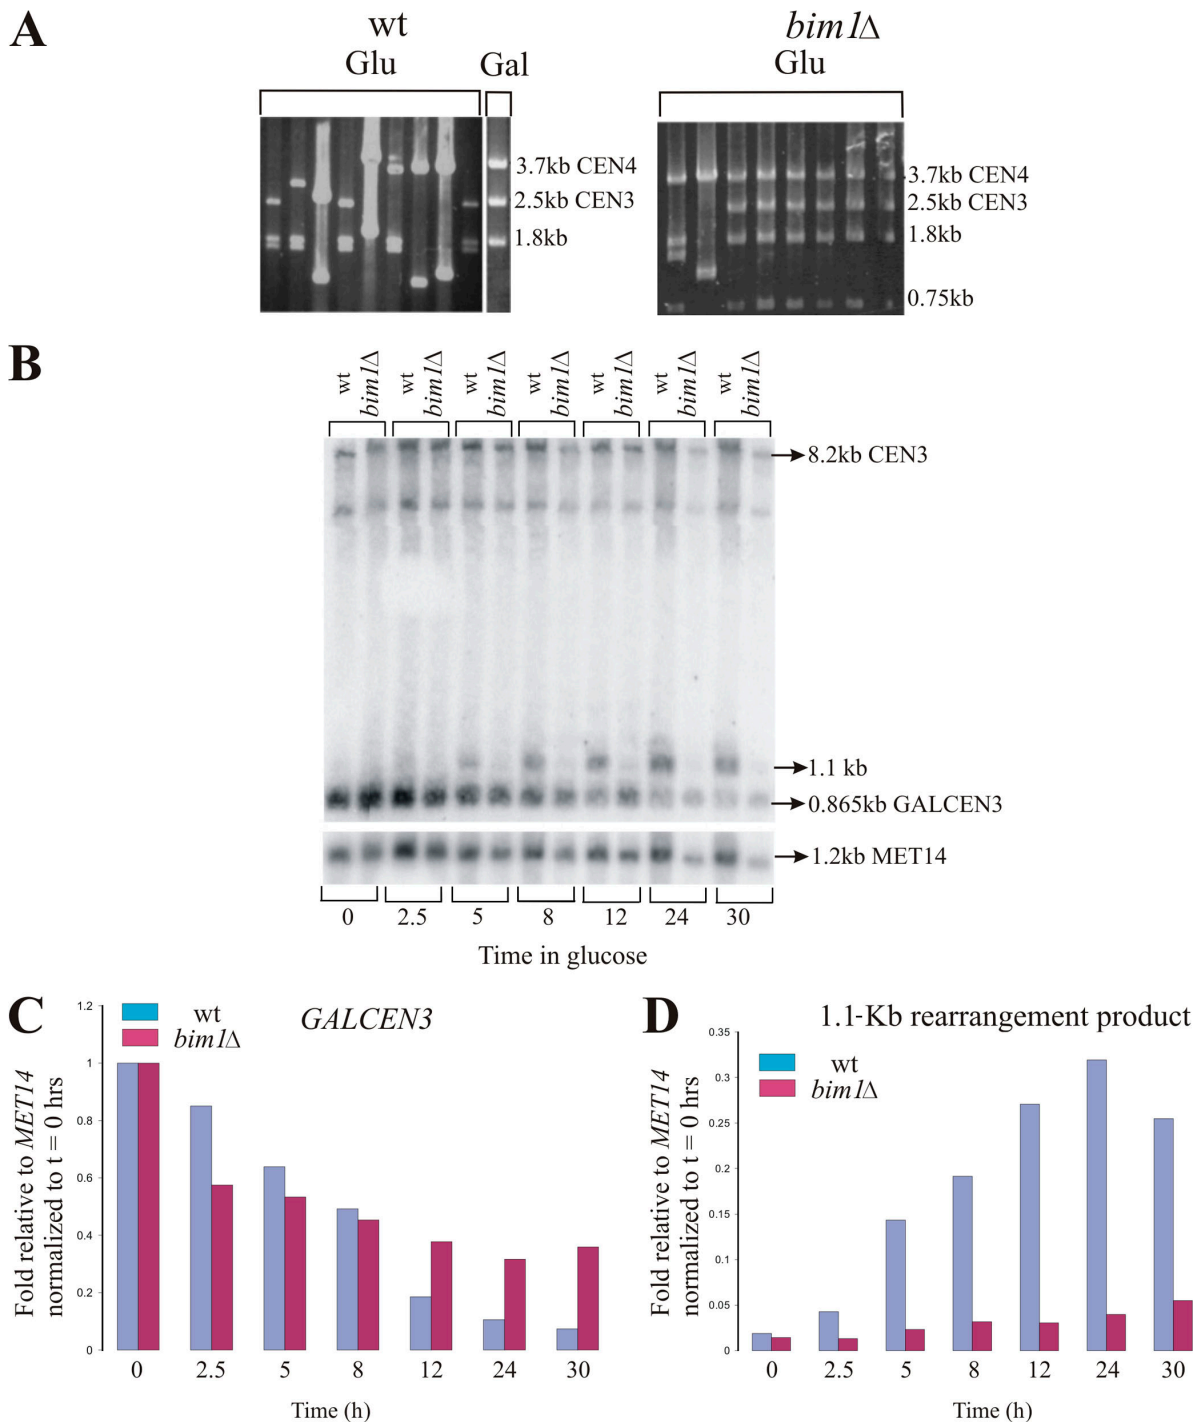 A
wt
Glu
Gal
bim1Δ
Glu
3.7kb CEN4
2.5kb CEN3
1.8kb
3.7kb CEN4
2.5kb CEN3
1.8kb
0.75kb
B
wt
bim1Δ
wt
bim1Δ
wt
bim1Δ
wt
bim1Δ
wt
bim1Δ
wt
bim1Δ
wt
bim1Δ
8.2kb CEN3
1.1 kb
0.865kb GALCEN3
1.2kb MET14
0 2.5 5 8 12 24 30
Time in glucose
C
GALCEN3
wt
bim1Δ
Fold relative to MET14
normalized to t = 0 hrs
1.2
1
0.8
0.6
0.4
0.2
0
0 2.5 5 8 12 24 30
Time (h)
D
1.1-Kb rearrangement product
wt
bim1Δ
Fold relative to MET14
normalized to t = 0 hrs
0.35
0.3
0.25
0.2
0.15
0.1
0.05
0
0 2.5 5 8 12 24 30
Time (h)